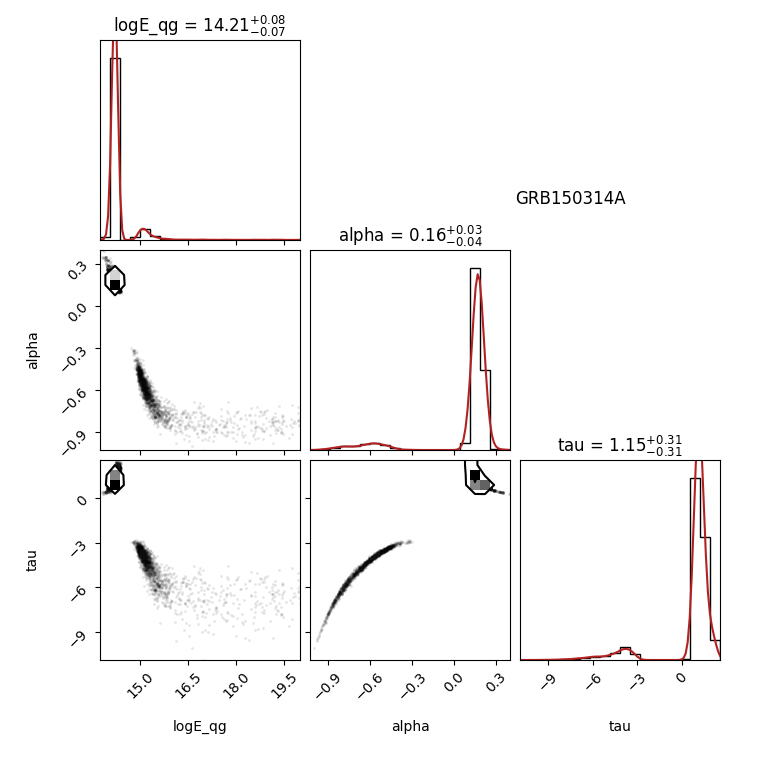 logE_qg = 14.21+0.08 −0.07
GRB150314A
alpha = 0.16+0.03 −0.04
0.3
0.0
−0.3
−0.6
−0.9
alpha
tau = 1.15+0.31 −0.31
0
−3
−6
−9
tau
15.0 16.5 18.0 19.5
−0.9 −0.6 −0.3 0.0 0.3
−9 −6 −3 0
logE_qg alpha tau